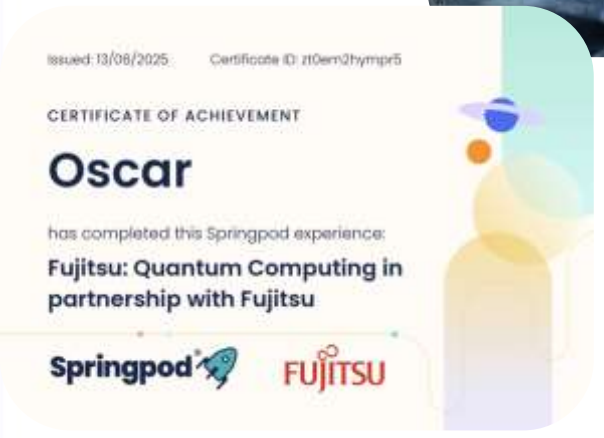 Issued: 13/08/2025 Certificate ID: zt0em2hympr5
CERTIFICATE OF ACHIEVEMENT
Oscar
has completed this Springpod experience:
Fujitsu: Quantum Computing in
partnership with Fujitsu
Springpod FUJITSU